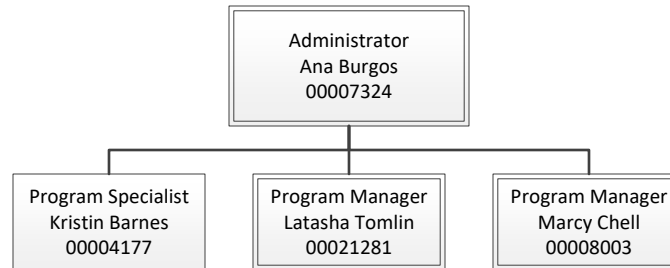 Administrator
Ana Burgos
00007324
Program Specialist
Kristin Barnes
00004177
Program Manager
Latasha Tomlin
00021281
Program Manager
Marcy Chell
00008003